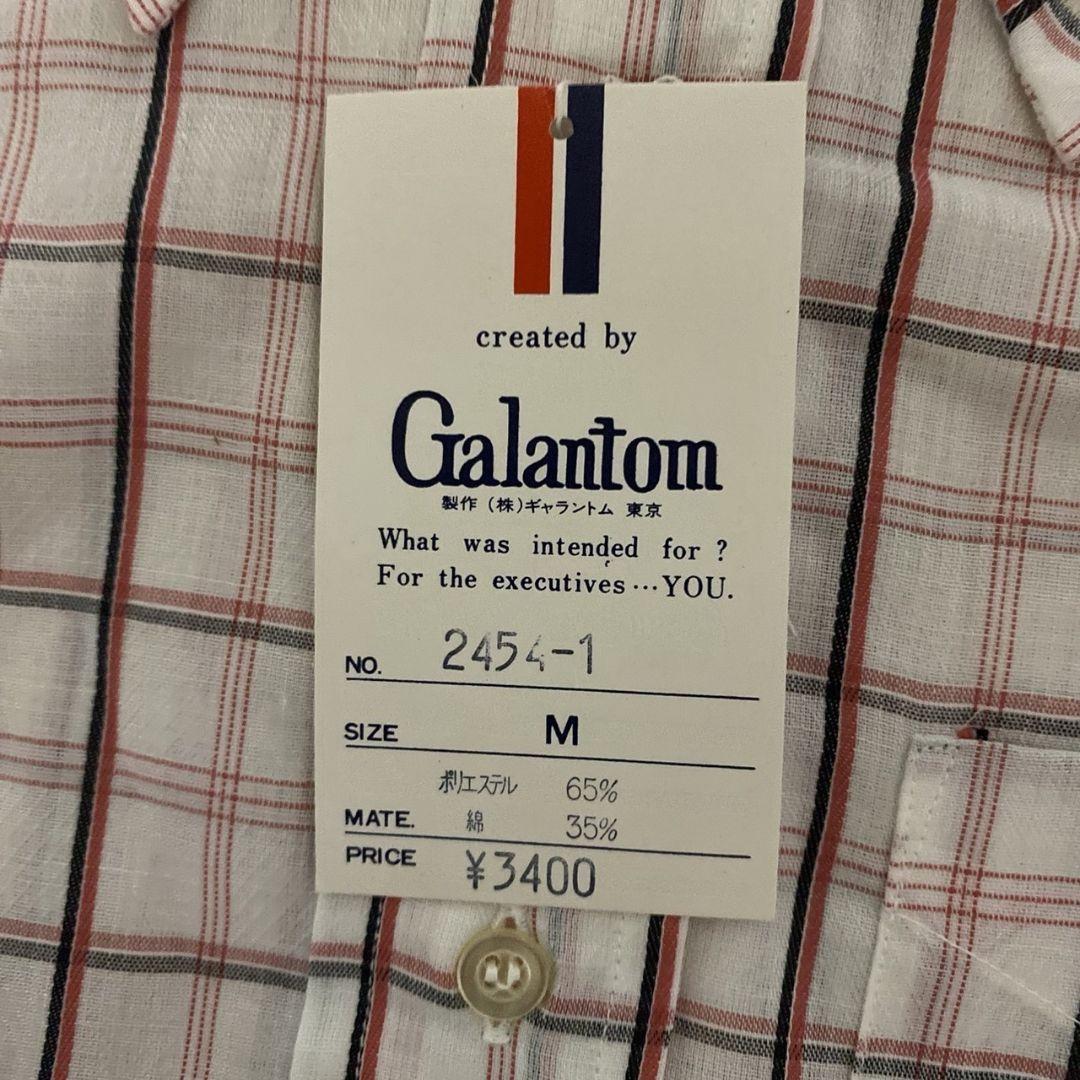 created by
Galantom
製作 (株)ギャラントム 東京
What was intended for ?
For the executives…YOU.
NO. 2454-1
SIZE M
ポリエステル 65%
MATE. 綿 35%
PRICE ¥3400